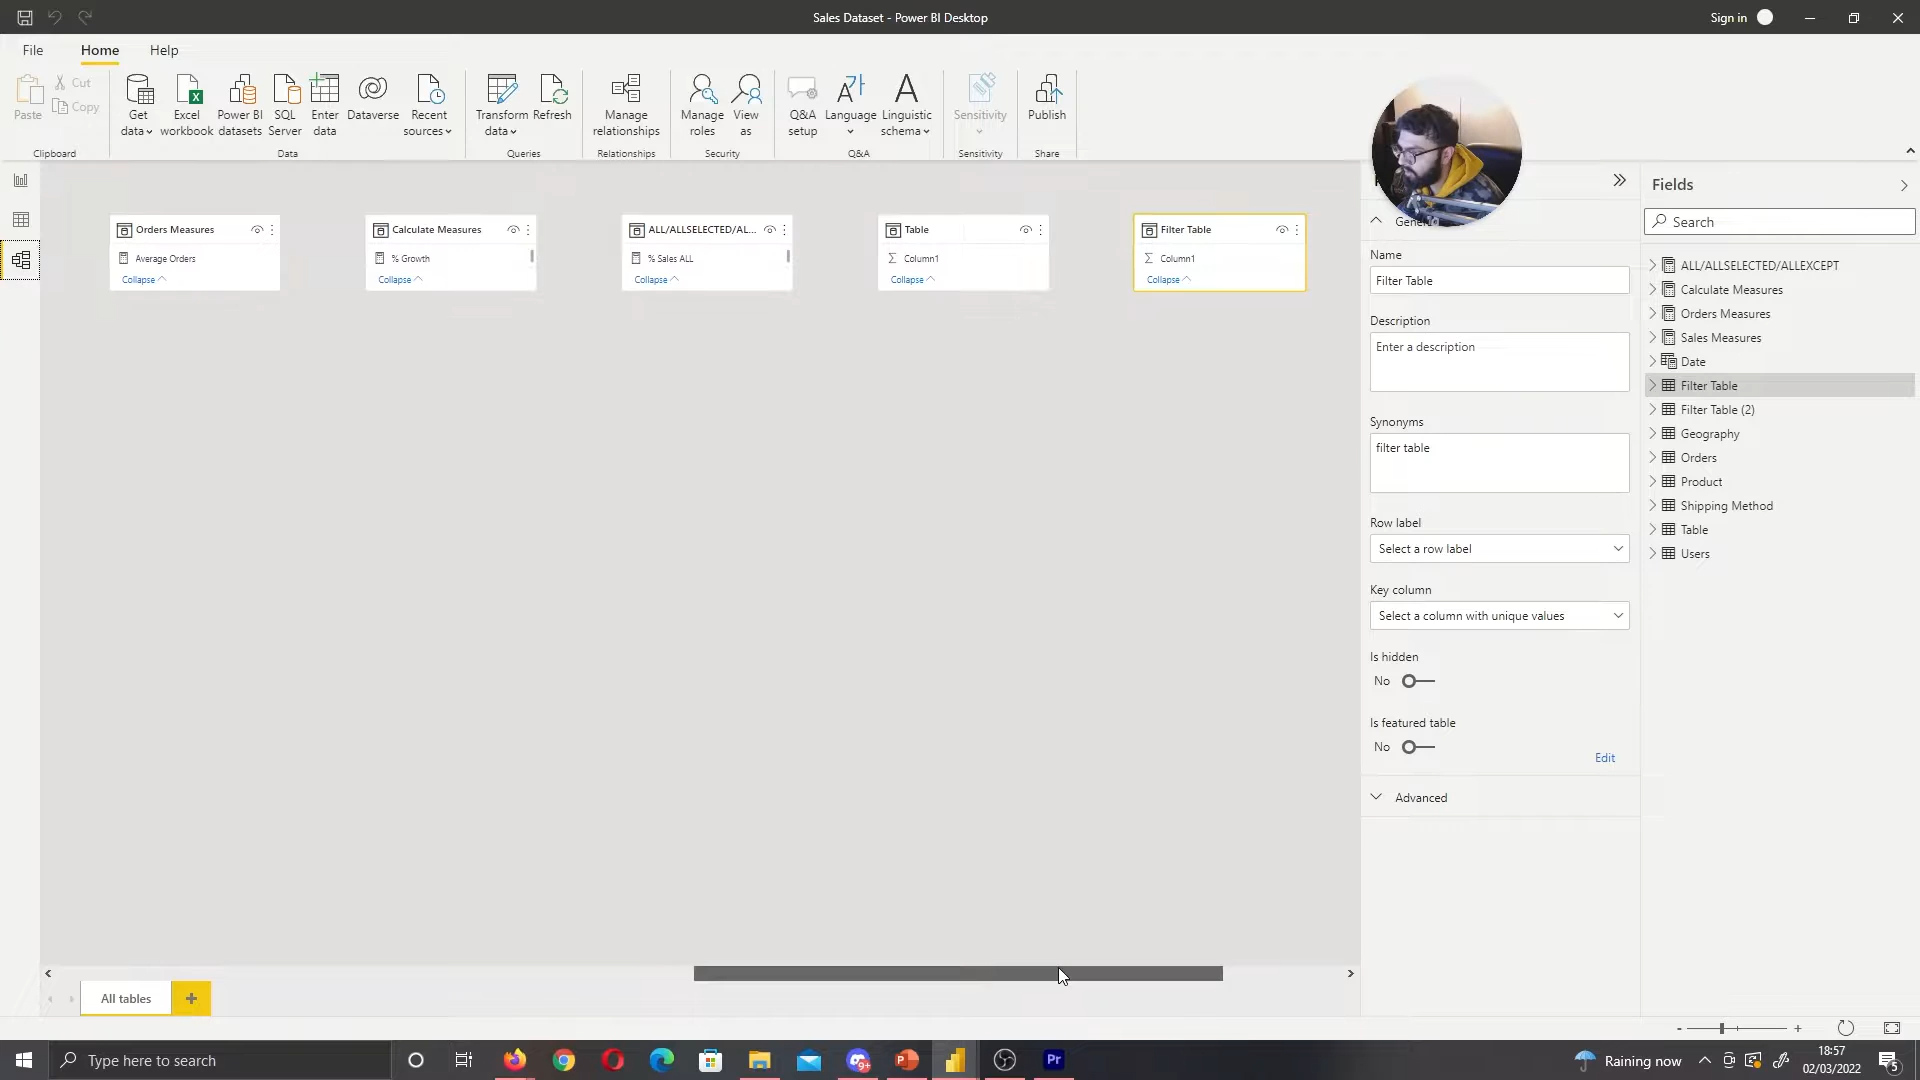 Sales Dataset - Power BI Desktop
Sign in
File
Home
Help
Paste
Cut
Copy
Clipboard
Get data
Excel workbook
Power BI datasets
SQL Server
Enter data
Dataverse
Recent sources
Data
Transform data
Refresh
Queries
Manage relationships
Relationships
Manage roles
View as
Security
Q&A setup
Language
Linguistic schema
Q&A
Sensitivity
Sensitivity
Publish
Share
Orders Measures
Average Orders
Collapse
Calculate Measures
% Growth
Collapse
ALL/ALLSELECTED/AL...
% Sales ALL
Collapse
Table
Column1
Collapse
Filter Table
Column1
Collapse
Name
Filter Table
Description
Enter a description
Synonyms
filter table
Row label
Select a row label
Key column
Select a column with unique values
Is hidden
No
Is featured table
No
Edit
Advanced
Fields
Search
ALL/ALLSELECTED/ALLEXCEPT
Calculate Measures
Orders Measures
Sales Measures
Date
Filter Table
Filter Table (2)
Geography
Orders
Product
Shipping Method
Table
Users
All tables
Type here to search
Pr
Raining now
18:57
02/03/2022
5